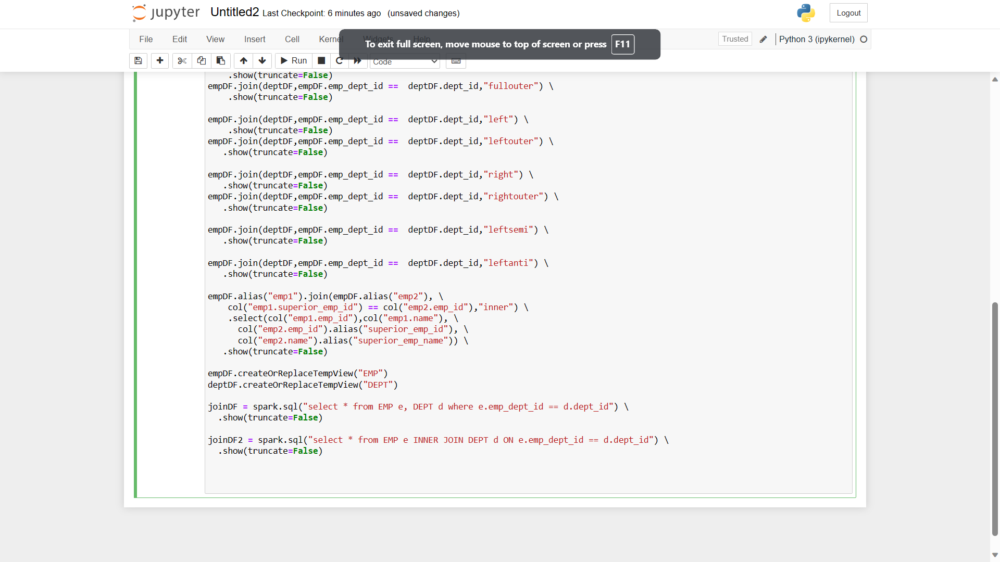 jupyter Untitled2 Last Checkpoint: 6 minutes ago (unsaved changes) Logout
File Edit View Insert Cell Kernel Widgets Help Trusted Python 3 (ipykernel)
To exit full screen, move mouse to top of screen or press F11
Run Code
.show(truncate=False)
empDF.join(deptDF,empDF.emp_dept_id ==  deptDF.dept_id,"fullouter") \
    .show(truncate=False)

empDF.join(deptDF,empDF.emp_dept_id ==  deptDF.dept_id,"left") \
    .show(truncate=False)
empDF.join(deptDF,empDF.emp_dept_id ==  deptDF.dept_id,"leftouter") \
   .show(truncate=False)

empDF.join(deptDF,empDF.emp_dept_id ==  deptDF.dept_id,"right") \
   .show(truncate=False)
empDF.join(deptDF,empDF.emp_dept_id ==  deptDF.dept_id,"rightouter") \
   .show(truncate=False)

empDF.join(deptDF,empDF.emp_dept_id ==  deptDF.dept_id,"leftsemi") \
   .show(truncate=False)

empDF.join(deptDF,empDF.emp_dept_id ==  deptDF.dept_id,"leftanti") \
   .show(truncate=False)

empDF.alias("emp1").join(empDF.alias("emp2"), \
    col("emp1.superior_emp_id") == col("emp2.emp_id"),"inner") \
    .select(col("emp1.emp_id"),col("emp1.name"), \
      col("emp2.emp_id").alias("superior_emp_id"), \
      col("emp2.name").alias("superior_emp_name")) \
   .show(truncate=False)

empDF.createOrReplaceTempView("EMP")
deptDF.createOrReplaceTempView("DEPT")

joinDF = spark.sql("select * from EMP e, DEPT d where e.emp_dept_id == d.dept_id") \
  .show(truncate=False)

joinDF2 = spark.sql("select * from EMP e INNER JOIN DEPT d ON e.emp_dept_id == d.dept_id") \
  .show(truncate=False)